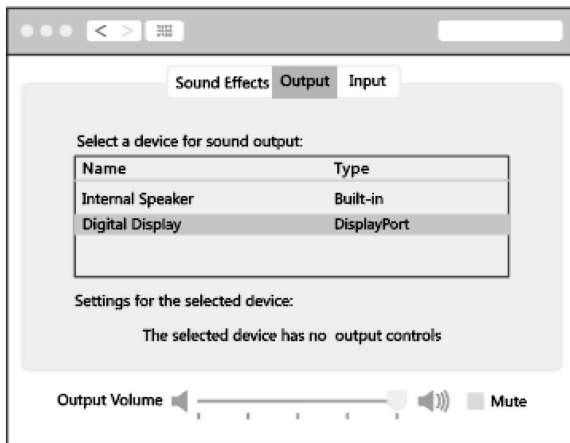 Sound Effects Output Input
Select a device for sound output:
Name Type
Internal Speaker Built-in
Digital Display DisplayPort
Settings for the selected device:
The selected device has no output controls
Output Volume Mute